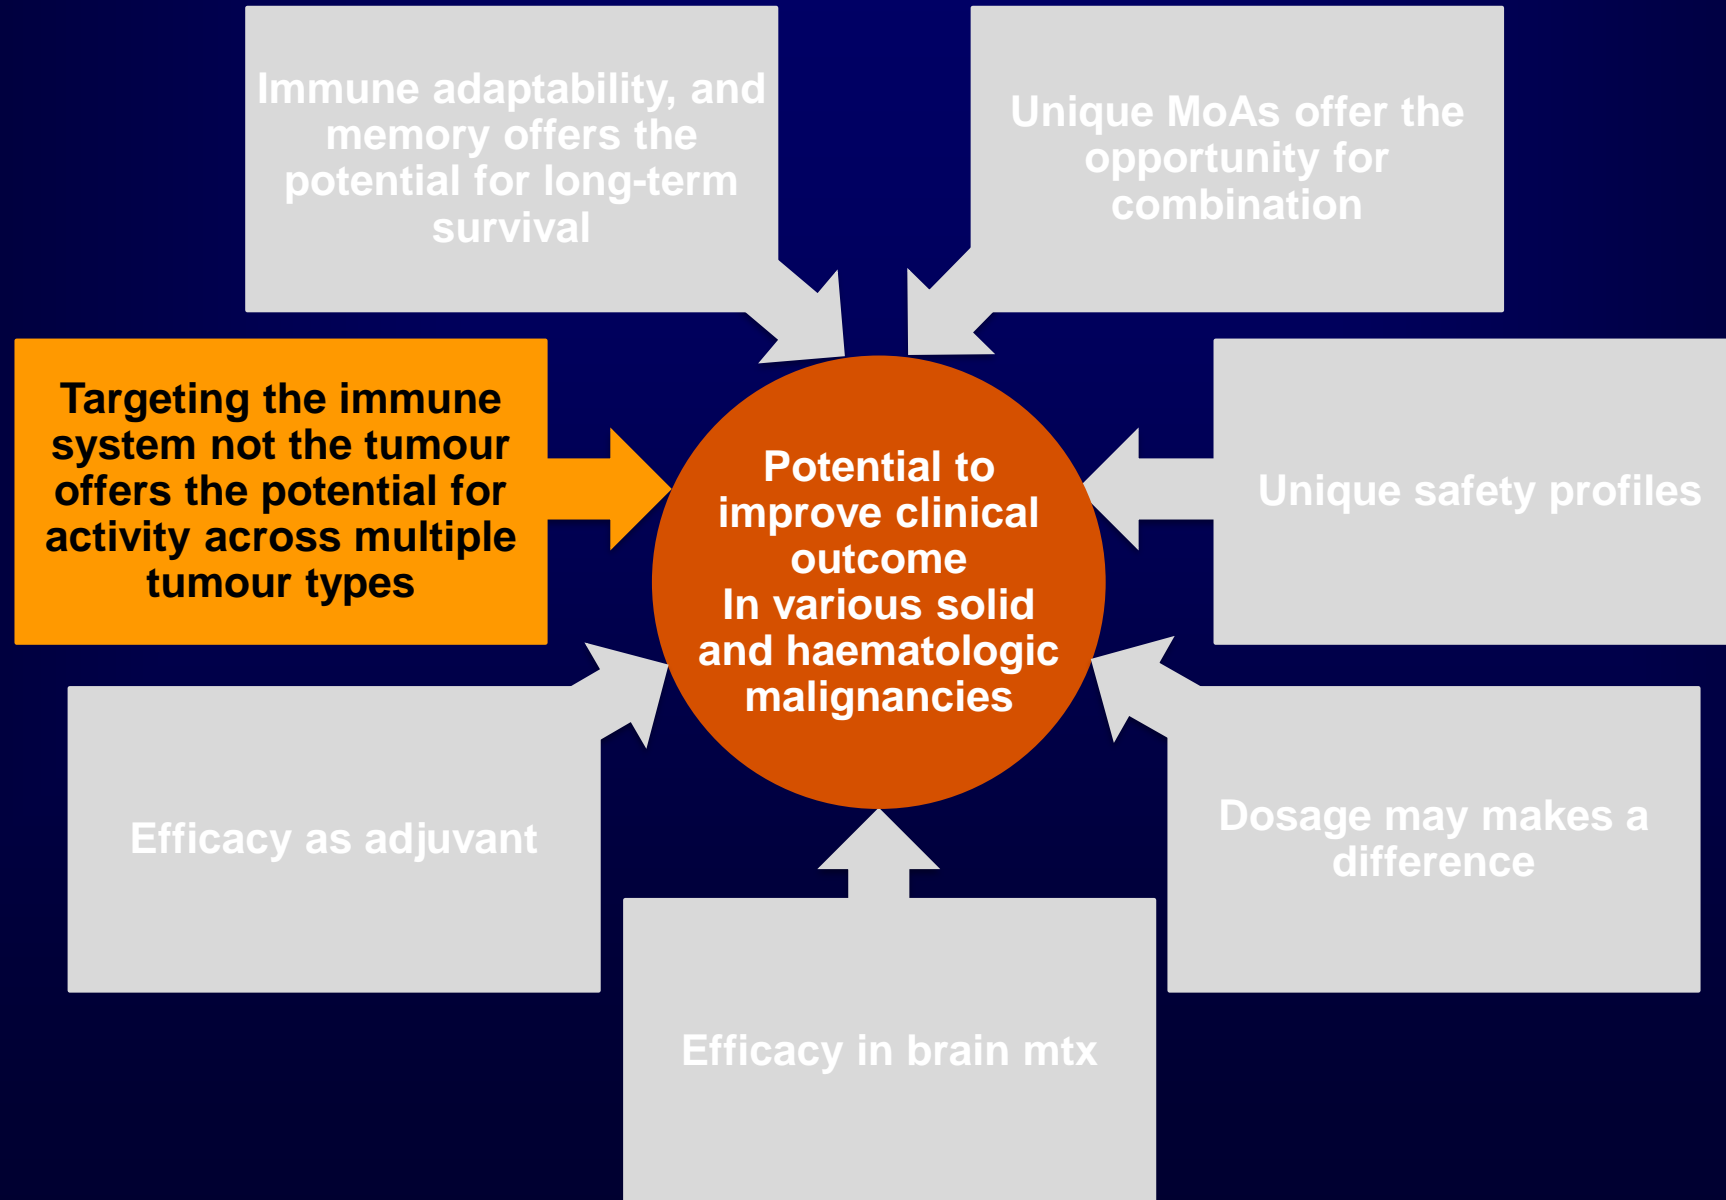 Immune adaptability, and
memory offers the
potential for long-term
survival
Unique MoAs offer the
opportunity for
combination
Targeting the immune
system not the tumour
offers the potential for
activity across multiple
tumour types
Potential to
improve clinical
outcome
In various solid
and haematologic
malignancies
Unique safety profiles
Efficacy as adjuvant
Dosage may makes a
difference
Efficacy in brain mtx